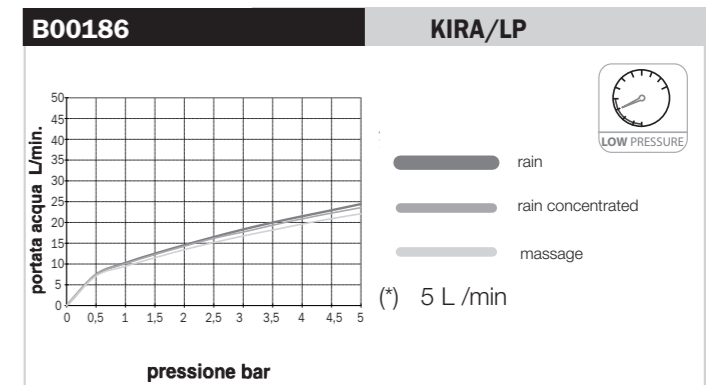 B00186
KIRA/LP
LOW PRESSURE
portata acqua L/min.
50
45
40
35
30
25
20
15
10
5
0
0 0,5 1 1,5 2 2,5 3 3,5 4 4,5 5
pressione bar
rain
rain concentrated
massage
(*) 5 L /min